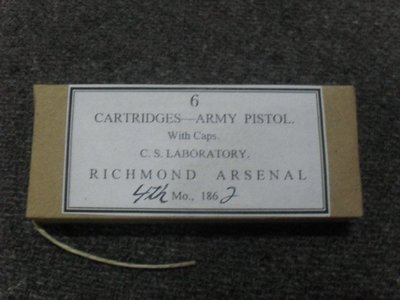 6
CARTRIDGES—ARMY PISTOL.
With Caps.
C. S. LABORATORY.
RICHMOND ARSENAL
4th Mo., 1862